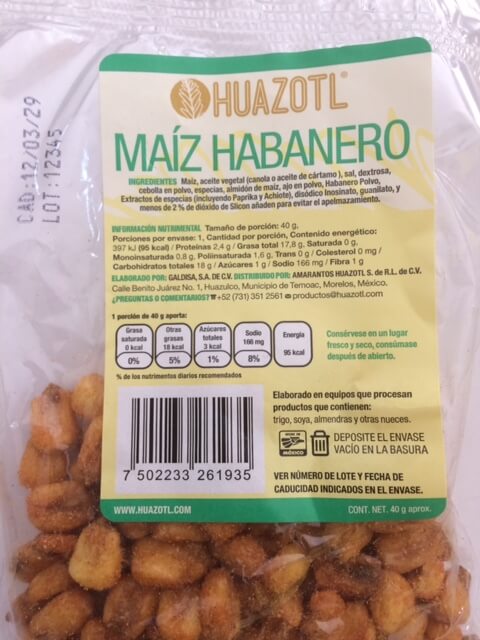 CAD:12/03/29
LOT:12345
HUAZOTL®
MAÍZ HABANERO
INGREDIENTES Maíz, aceite vegetal (canola o aceite de cártamo), sal, dextrosa,
cebolla en polvo, especias, almidón de maíz, ajo en polvo, Habanero Polvo,
Extractos de especias (incluyendo Paprika y Achiote), disódico Inosinato, guanilato, y
menos de 2 % de dióxido de Silicon añaden para evitar el apelmazamiento.
INFORMACIÓN NUTRIMENTAL Tamaño de porción: 40 g,
Porciones por envase: 1, Cantidad por porción, Contenido energético:
397 kJ (95 kcal) / Proteinas 2,4 g / Grasa total 17,8 g, Saturada 0 g,
Monoinsaturada 0,8 g, Poliinsaturada 1,6 g, Trans 0 g / Colesterol 0 mg /
Carbohidratos totales 18 g / Azúcares 1 g / Sodio 166 mg / Fibra 1 g
ELABORADO POR: GALDISA, S.A. DE C.V. DISTRIBUIDO POR: AMARANTOS HUAZOTL S. de R.L. de C.V.
Calle Benito Juárez No. 1, Huazulco, Municipio de Temoac, Morelos, México.
¿PREGUNTAS O COMENTARIOS? +52 (731) 351 2561 productos@huazotl.com
1 porción de 40 g aporta:
Grasa saturada 0 kcal 0%
Otras grasas 18 kcal 5%
Azúcares totales 3 kcal 1%
Sodio 166 mg 8%
Energía 95 kcal
Consérvese en un lugar
fresco y seco, consúmase
después de abierto.
% de los nutrimentos diarios recomendados
Elaborado en equipos que procesan
productos que contienen:
trigo, soya, almendras y otras nueces.
HECHO EN MÉXICO
DEPOSITE EL ENVASE
VACÍO EN LA BASURA
7 502233 261935
VER NÚMERO DE LOTE Y FECHA DE
CADUCIDAD INDICADOS EN EL ENVASE.
WWW.HUAZOTL.COM
CONT. NET. 40 g aprox.